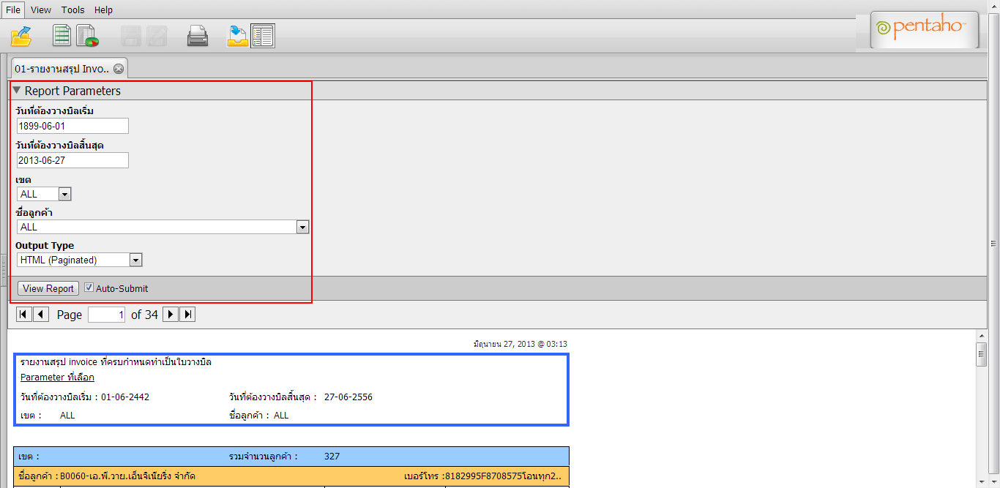 File View Tools Help
pentaho™
01-รายงานสรุป Invo..
Report Parameters
วันที่ต้องวางบิลเริ่ม
1899-06-01
วันที่ต้องวางบิลสิ้นสุด
2013-06-27
เขต
ALL
ชื่อลูกค้า
ALL
Output Type
HTML (Paginated)
View Report Auto-Submit
Page 1 of 34
มิถุนายน 27, 2013 @ 03:13
รายงานสรุป invoice ที่ครบกำหนดทำเป็นใบวางบิล
Parameter ที่เลือก
วันที่ต้องวางบิลเริ่ม : 01-06-2442 วันที่ต้องวางบิลสิ้นสุด : 27-06-2556
เขต : ALL ชื่อลูกค้า : ALL
เขต : รวมจำนวนลูกค้า : 327
ชื่อลูกค้า : B0060-เอ.พี.วาย.เอ็นจิเนียริ่ง จำกัด เบอร์โทร :8182995F8708575โอนทุก2..